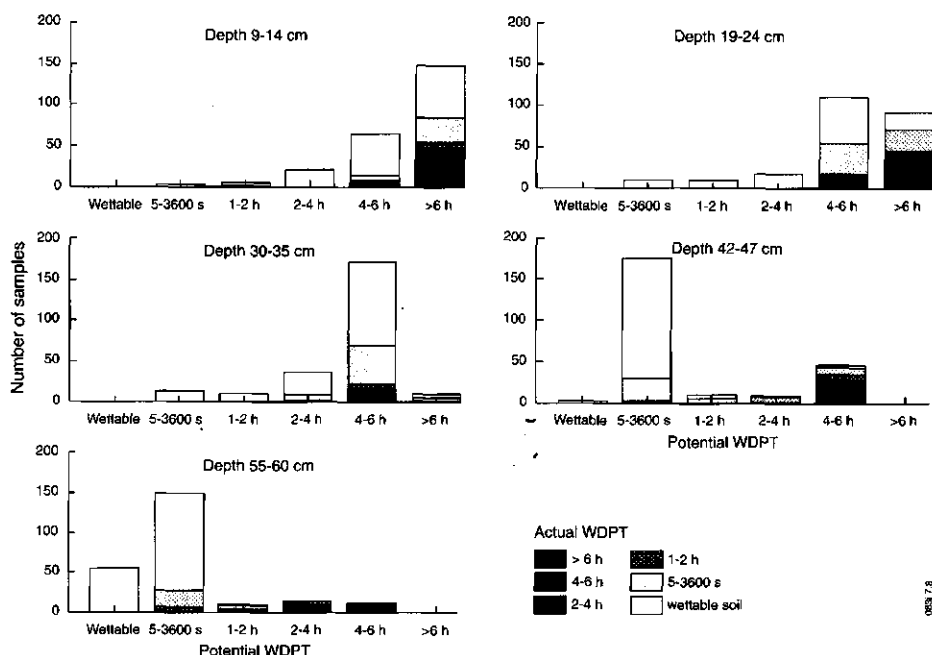 Depth 9-14 cm
200
150
100
50
0
Wettable 5-3600 s 1-2 h 2-4 h 4-6 h >6 h
Depth 19-24 cm
200
150
100
50
0
Wettable 5-3600 s 1-2 h 2-4 h 4-6 h >6 h
Number of samples
Depth 30-35 cm
200
150
100
50
0
Wettable 5-3600 s 1-2 h 2-4 h 4-6 h >6 h
Depth 42-47 cm
200
150
100
50
0
Wettable 5-3600 s 1-2 h 2-4 h 4-6 h >6 h
Potential WDPT
Depth 55-60 cm
200
150
100
50
0
Wettable 5-3600 s 1-2 h 2-4 h 4-6 h >6 h
Potential WDPT
Actual WDPT
> 6 h 1-2 h
4-6 h 5-3600 s
2-4 h wettable soil